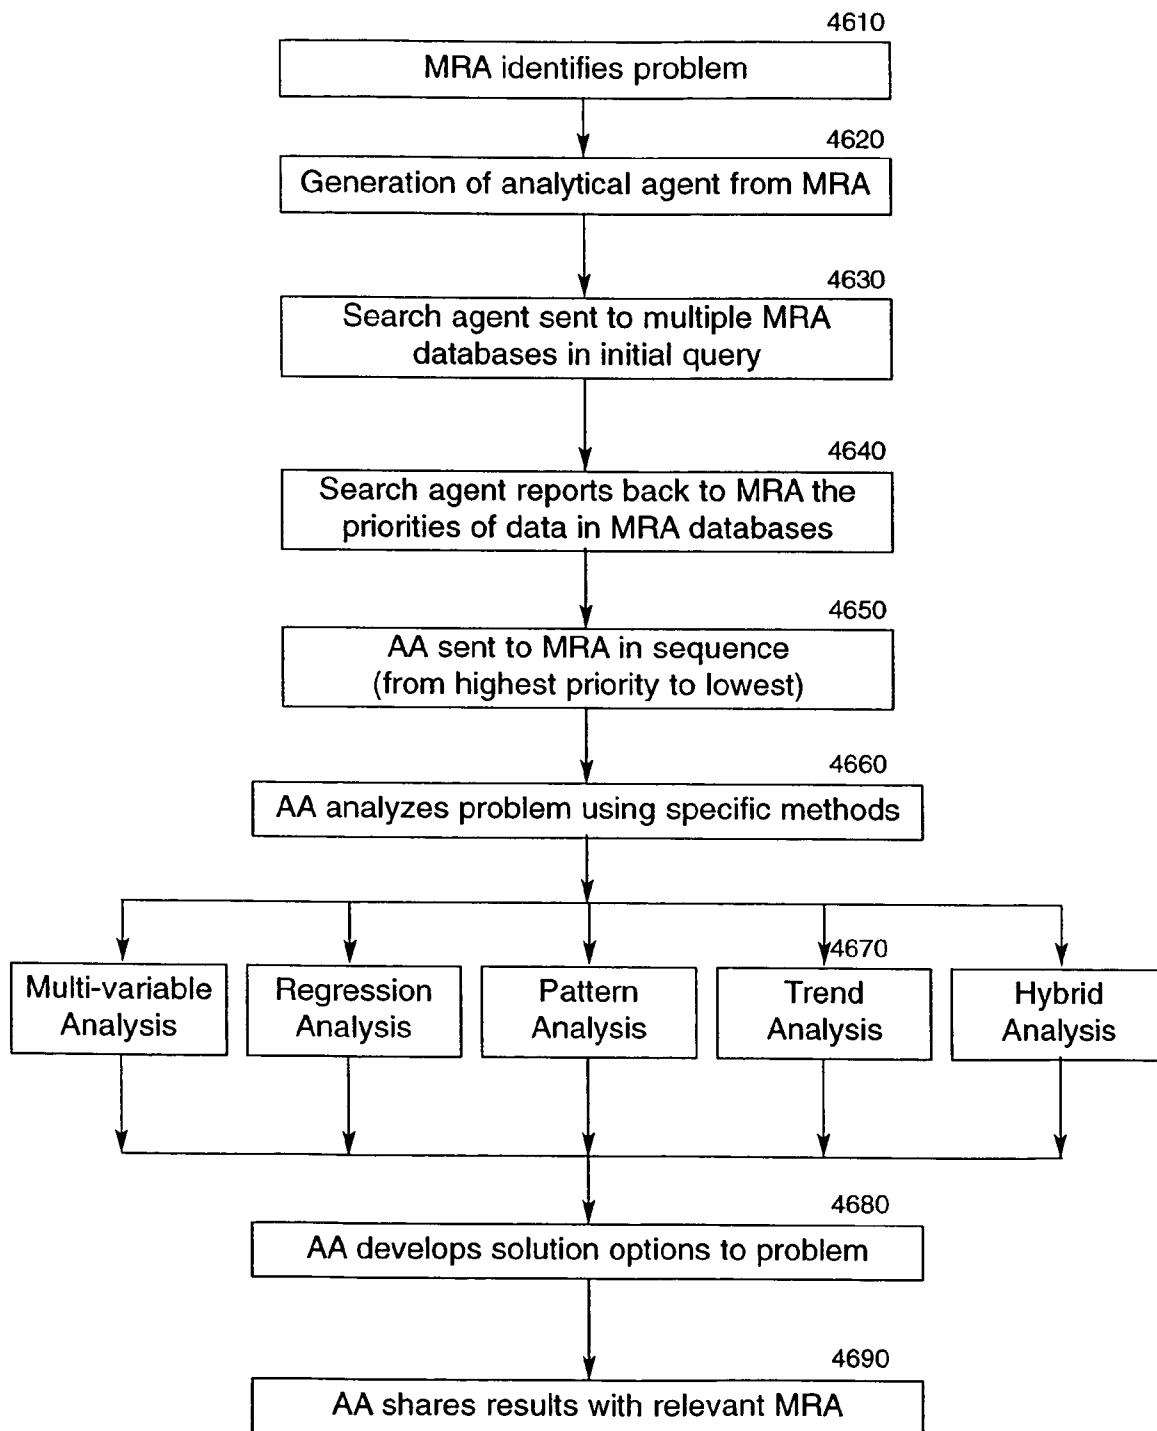 4610
MRA identifies problem
4620
Generation of analytical agent from MRA
4630
Search agent sent to multiple MRA
databases in initial query
4640
Search agent reports back to MRA the
priorities of data in MRA databases
4650
AA sent to MRA in sequence
(from highest priority to lowest)
4660
AA analyzes problem using specific methods
4670
Multi-variable
Analysis
Regression
Analysis
Pattern
Analysis
Trend
Analysis
Hybrid
Analysis
4680
AA develops solution options to problem
4690
AA shares results with relevant MRA